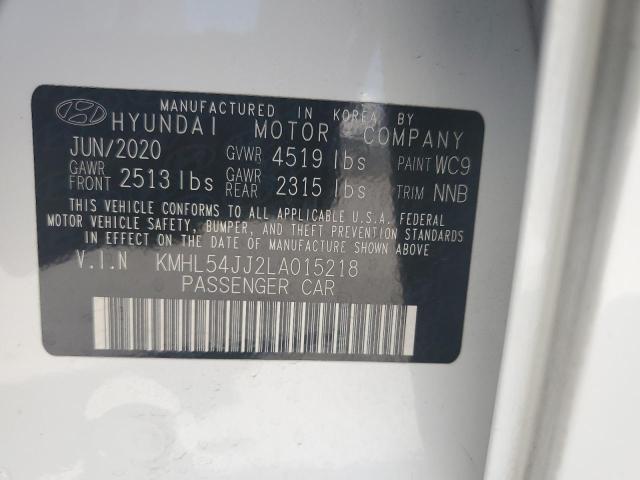 MANUFACTURED IN KOREA BY
HYUNDAI MOTOR COMPANY
JUN/2020 GVWR 4519 lbs PAINT WC9
GAWR FRONT 2513 lbs GAWR REAR 2315 lbs TRIM NNB
THIS VEHICLE CONFORMS TO ALL APPLICABLE U.S.A. FEDERAL
MOTOR VEHICLE SAFETY, BUMPER, AND THEFT PREVENTION STANDARDS
IN EFFECT ON THE DATE OF MANUFACTURE SHOWN ABOVE.
V.I.N KMHL54JJ2LA015218
PASSENGER CAR